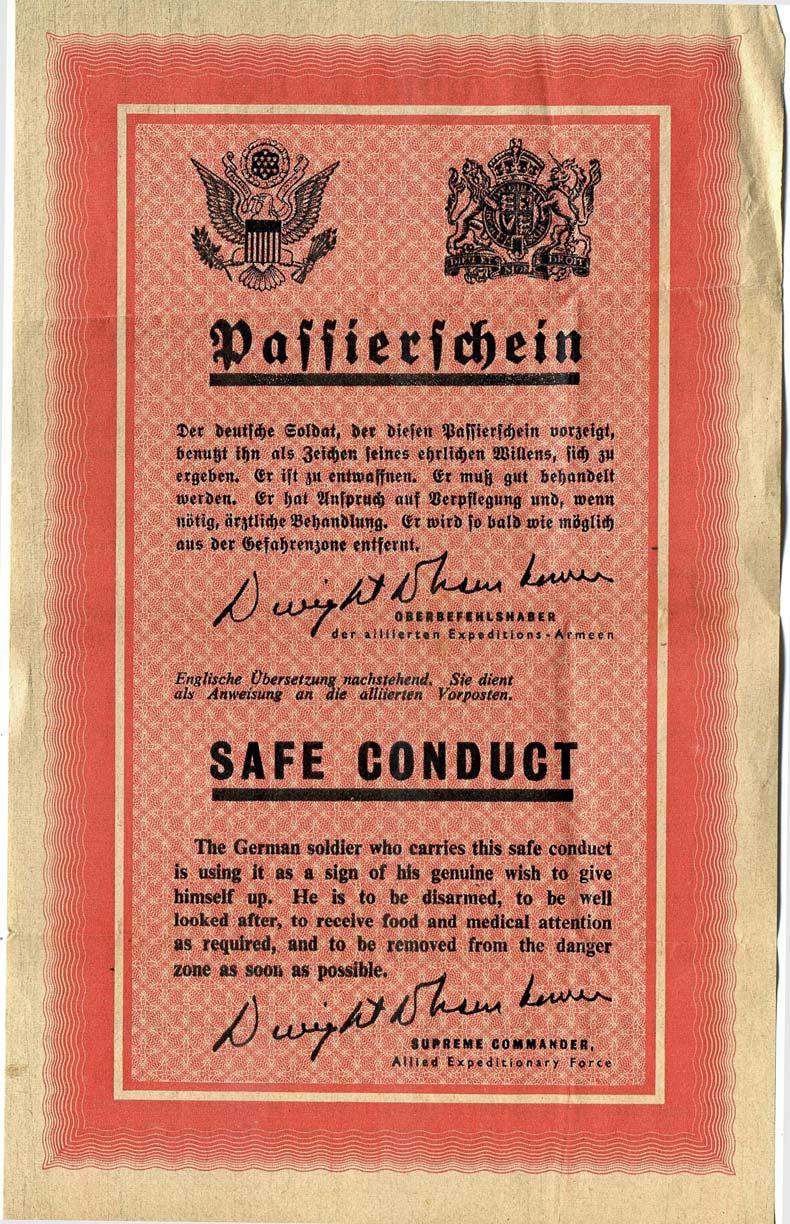 DIEU ET MON DROIT
Passierschein
Der deutsche Soldat, der diesen Passierschein vorzeigt,
benutzt ihn als Zeichen seines ehrlichen Willens, sich zu
ergeben. Er ist zu entwaffnen. Er muß gut behandelt
werden. Er hat Anspruch auf Verpflegung und, wenn
nötig, ärztliche Behandlung. Er wird so bald wie möglich
aus der Gefahrenzone entfernt.
Dwight D Eisenhower
OBERBEFEHLSHABER
der alliierten Expeditions-Armeen
Englische Übersetzung nachstehend. Sie dient
als Anweisung an die alliierten Vorposten.
SAFE CONDUCT
The German soldier who carries this safe conduct
is using it as a sign of his genuine wish to give
himself up. He is to be disarmed, to be well
looked after, to receive food and medical attention
as required, and to be removed from the danger
zone as soon as possible.
Dwight D Eisenhower
SUPREME COMMANDER,
Allied Expeditionary Force